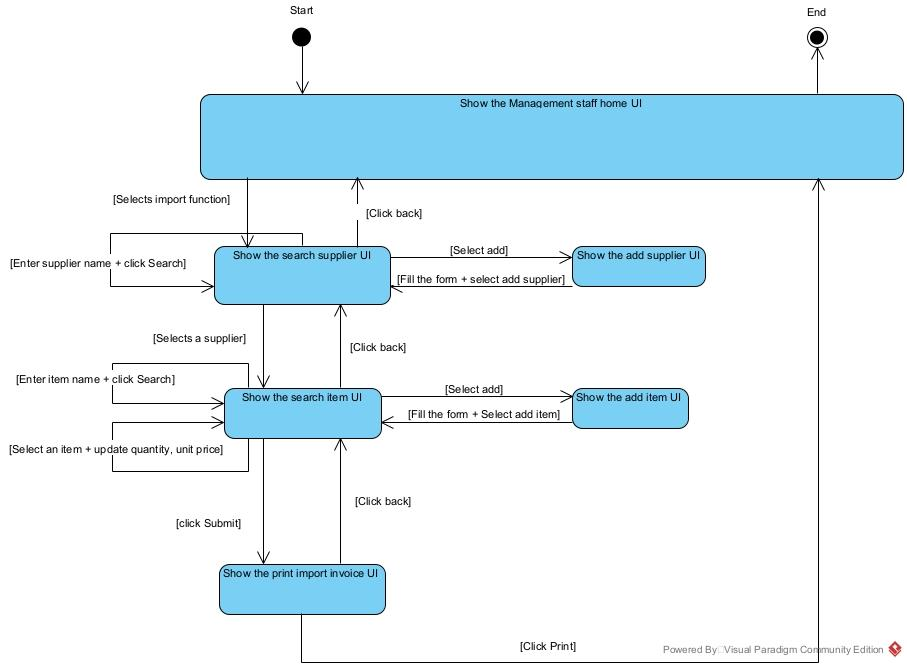 Start
End
Show the Management staff home UI
[Selects import function]
[Click back]
[Enter supplier name + click Search]
Show the search supplier UI
[Select add]
Show the add supplier UI
[Fill the form + select add supplier]
[Selects a supplier]
[Click back]
[Enter item name + click Search]
Show the search item UI
[Select add]
Show the add item UI
[Fill the form + Select add item]
[Select an item + update quantity, unit price]
[Click back]
[click Submit]
Show the print import invoice UI
[Click Print]
Powered By Visual Paradigm Community Edition